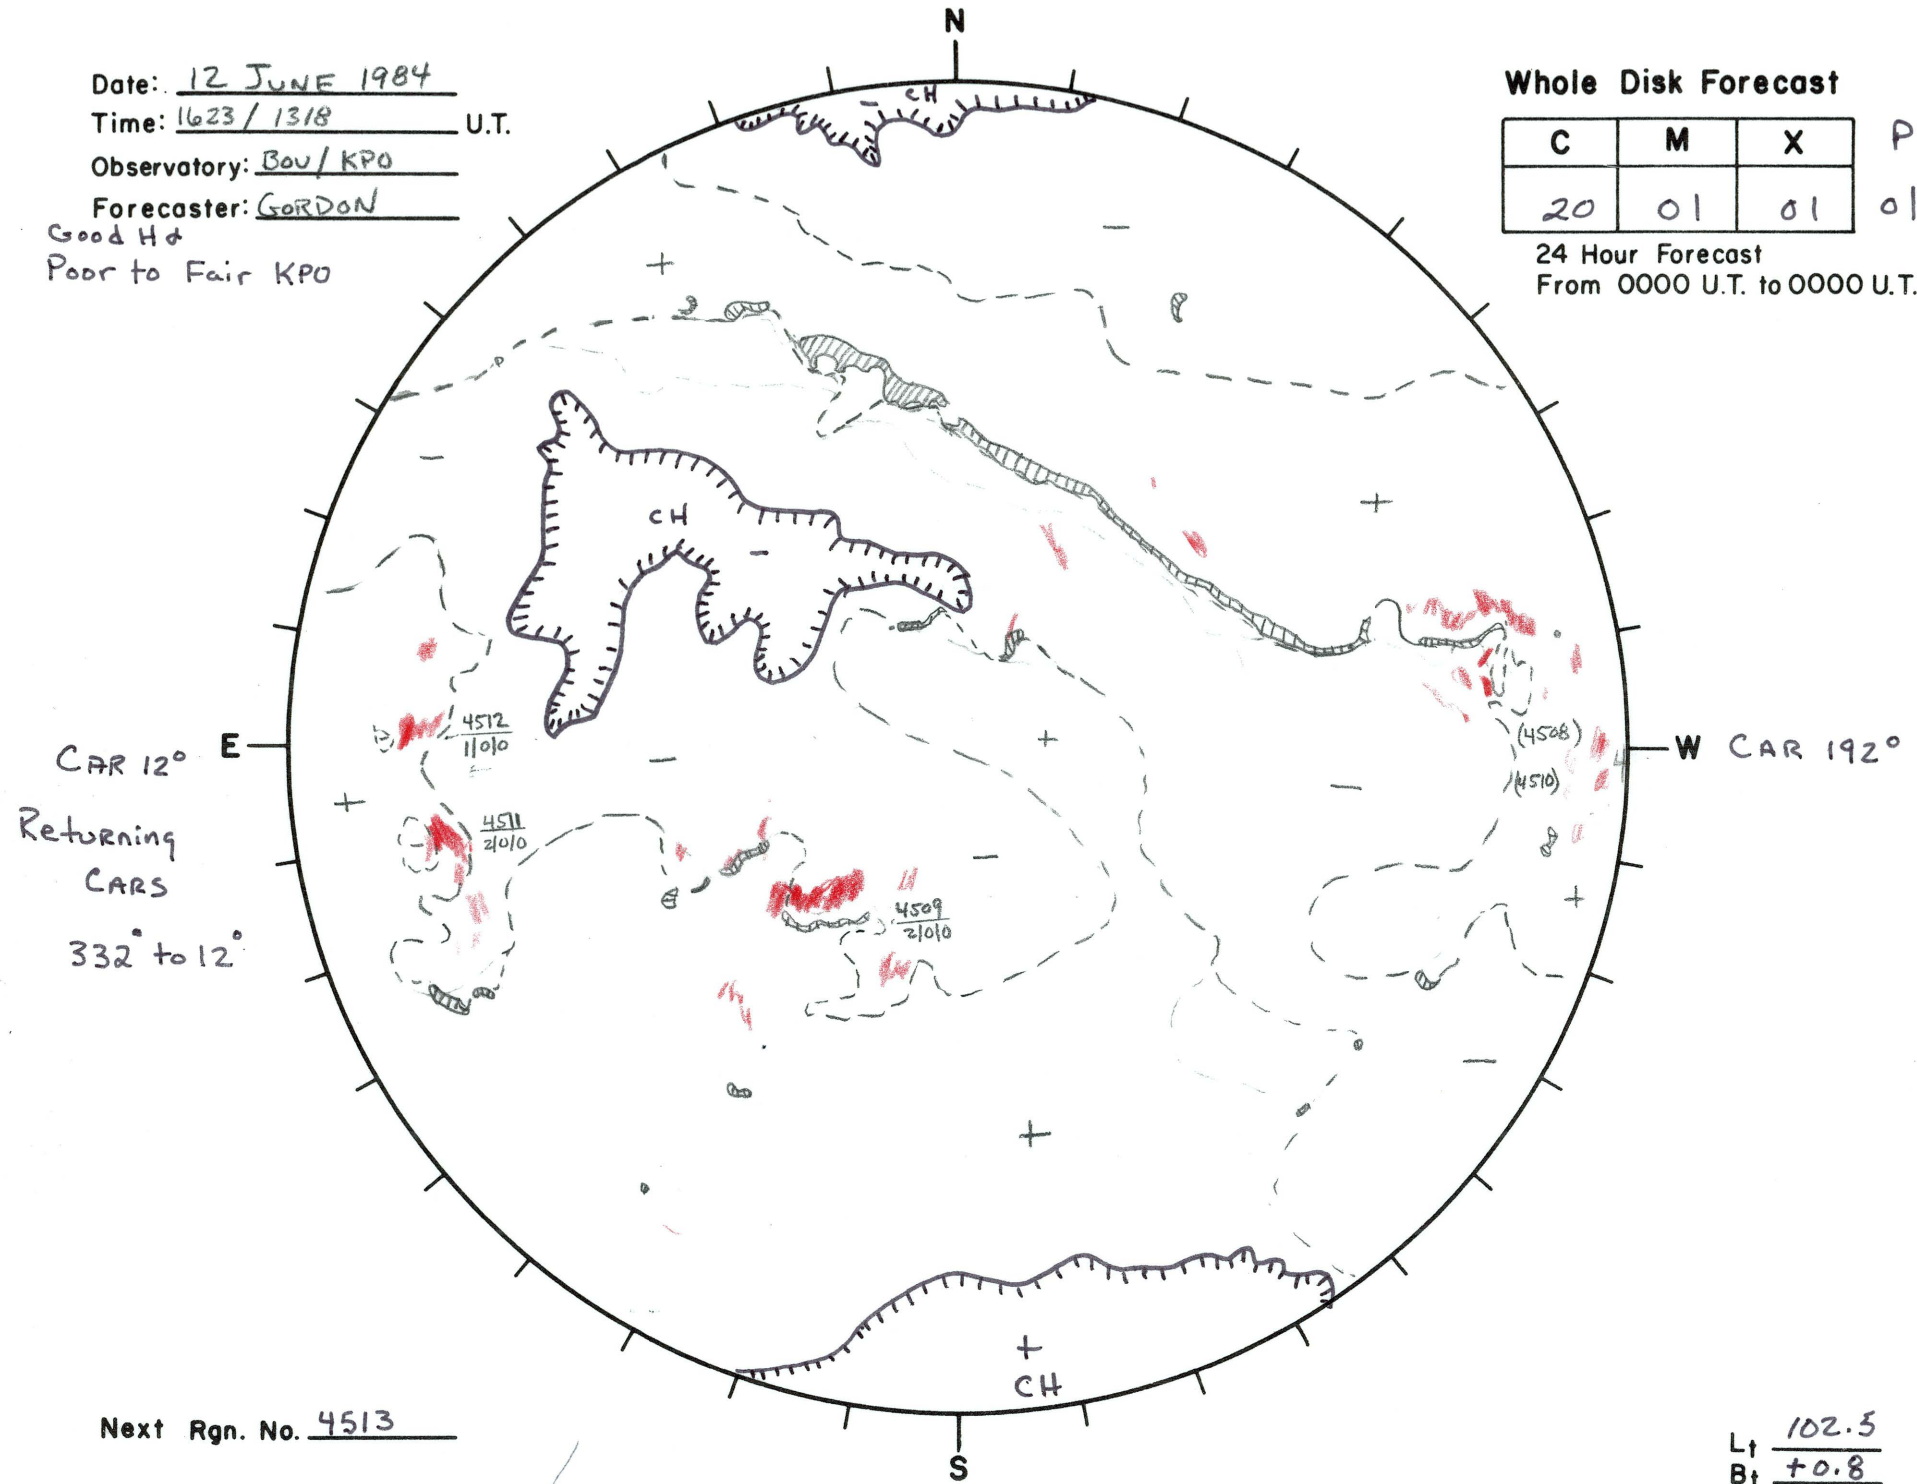 N
Date: 12 JUNE 1984
Time: 1623 / 1318 U.T.
Observatory: BOU / KPO
Forecaster: GORDON
Good Hα
Poor to Fair KPO
Whole Disk Forecast
C M X P
20 01 01 01
24 Hour Forecast
From 0000 U.T. to 0000 U.T.
- CH
-
+
-
+
CH
-
4512
1/0/0
E
CAR 12°
(4508)
W CAR 192°
+
-
-
(4510)
+
Returning
CARS
332° to 12°
4511
2/0/0
-
+
4509
2/0/0
-
+
+
CH
Next Rgn. No. 4513
S
Lt 102.5
Bt +0.8